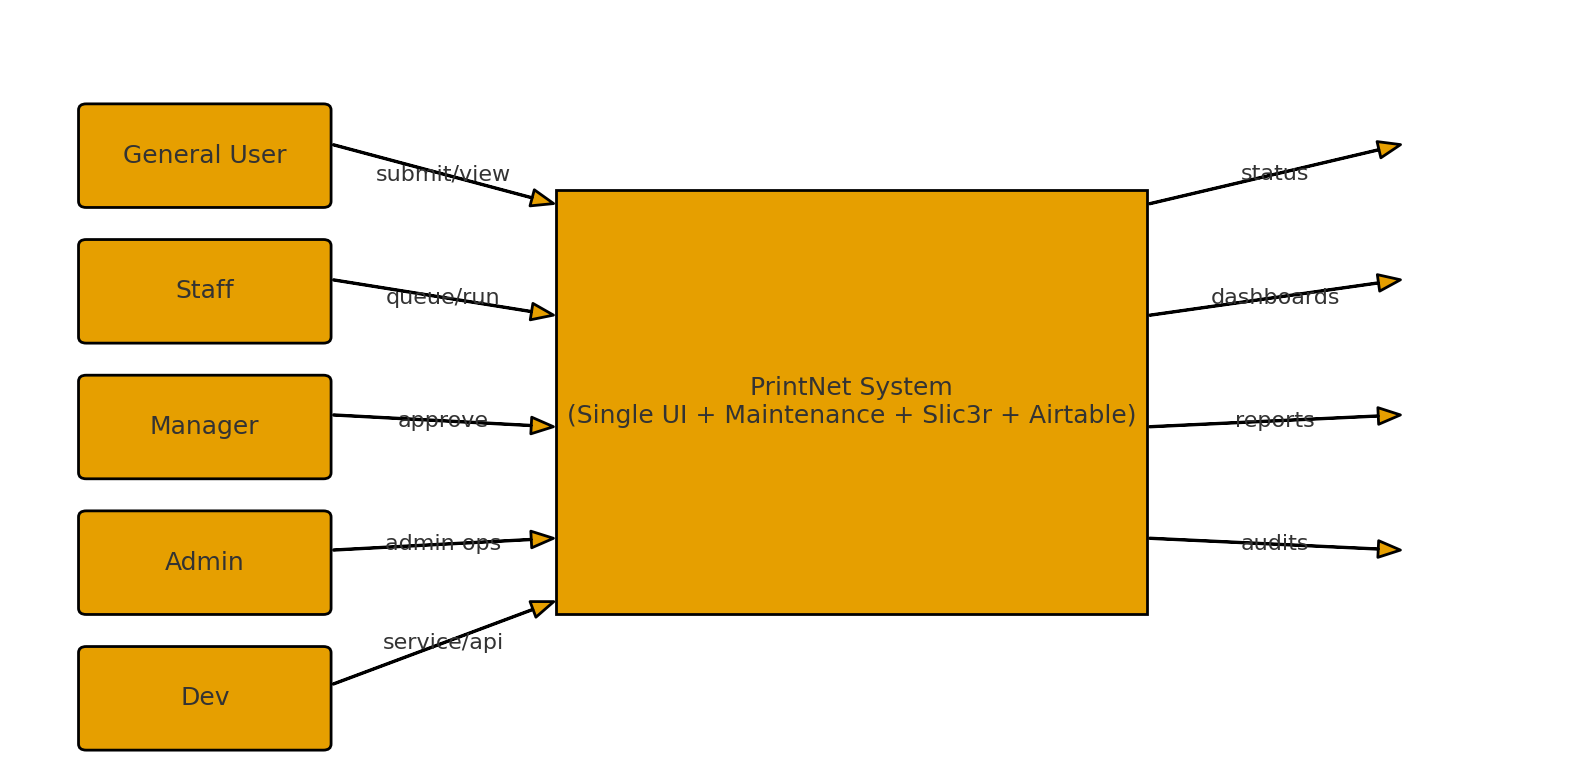 General User
submit/view
status
Staff
queue/run
dashboards
PrintNet System
(Single UI + Maintenance + Slic3r + Airtable)
Manager
approve
reports
Admin
admin ops
audits
service/api
Dev